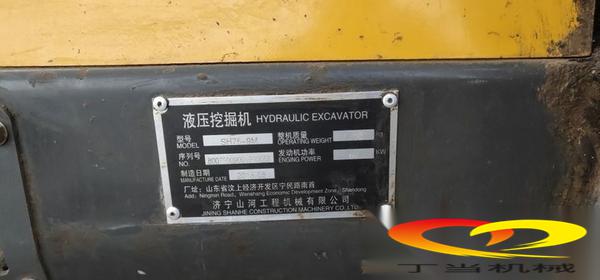 液压挖掘机 HYDRAULIC EXCAVATOR
型号 MODEL SH76-9M 整机质量 OPERATING WEIGHT kg
序列号 NO. 发动机功率 ENGING POWER KW
制造日期 MANUFACTURE DATE
厂址:山东省汶上经济开发区宁民路南首
Addre: Ningmin Road, Wenshang Economic Development Zone, Shandong
济宁山河工程机械有限公司
JINING SHANHE CONSTRUCTION MACHINERY CO.,LTD
丁当机械